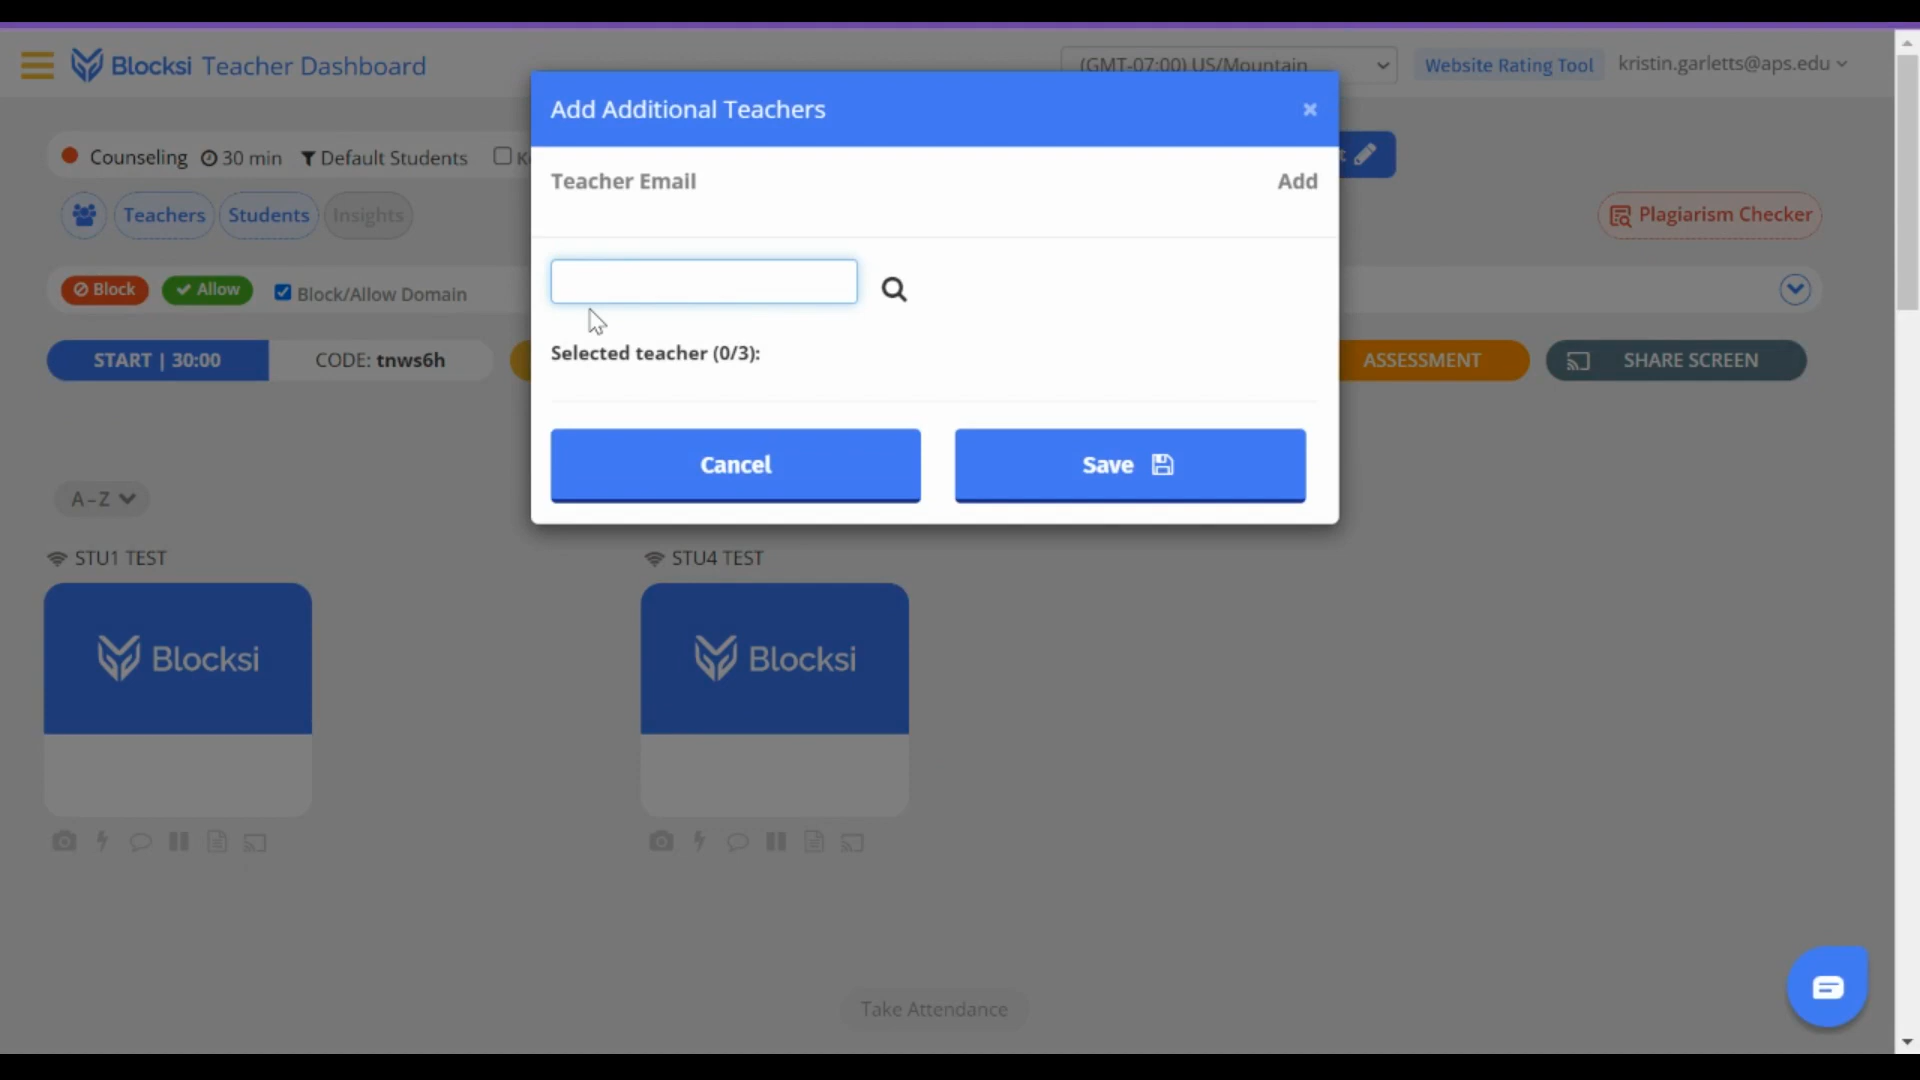 Blocksi Teacher Dashboard
(GMT-07:00) US/Mountain
Website Rating Tool
kristin.garletts@aps.edu
Add Additional Teachers
×
Counseling 30 min Default Students
Teacher Email
Add
Teachers Students Insights
Plagiarism Checker
Block Allow Block/Allow Domain
START | 30:00
CODE: tnws6h
Selected teacher (0/3):
ASSESSMENT
SHARE SCREEN
Cancel
Save
A-Z
STU1 TEST
STU4 TEST
Blocksi
Blocksi
Take Attendance